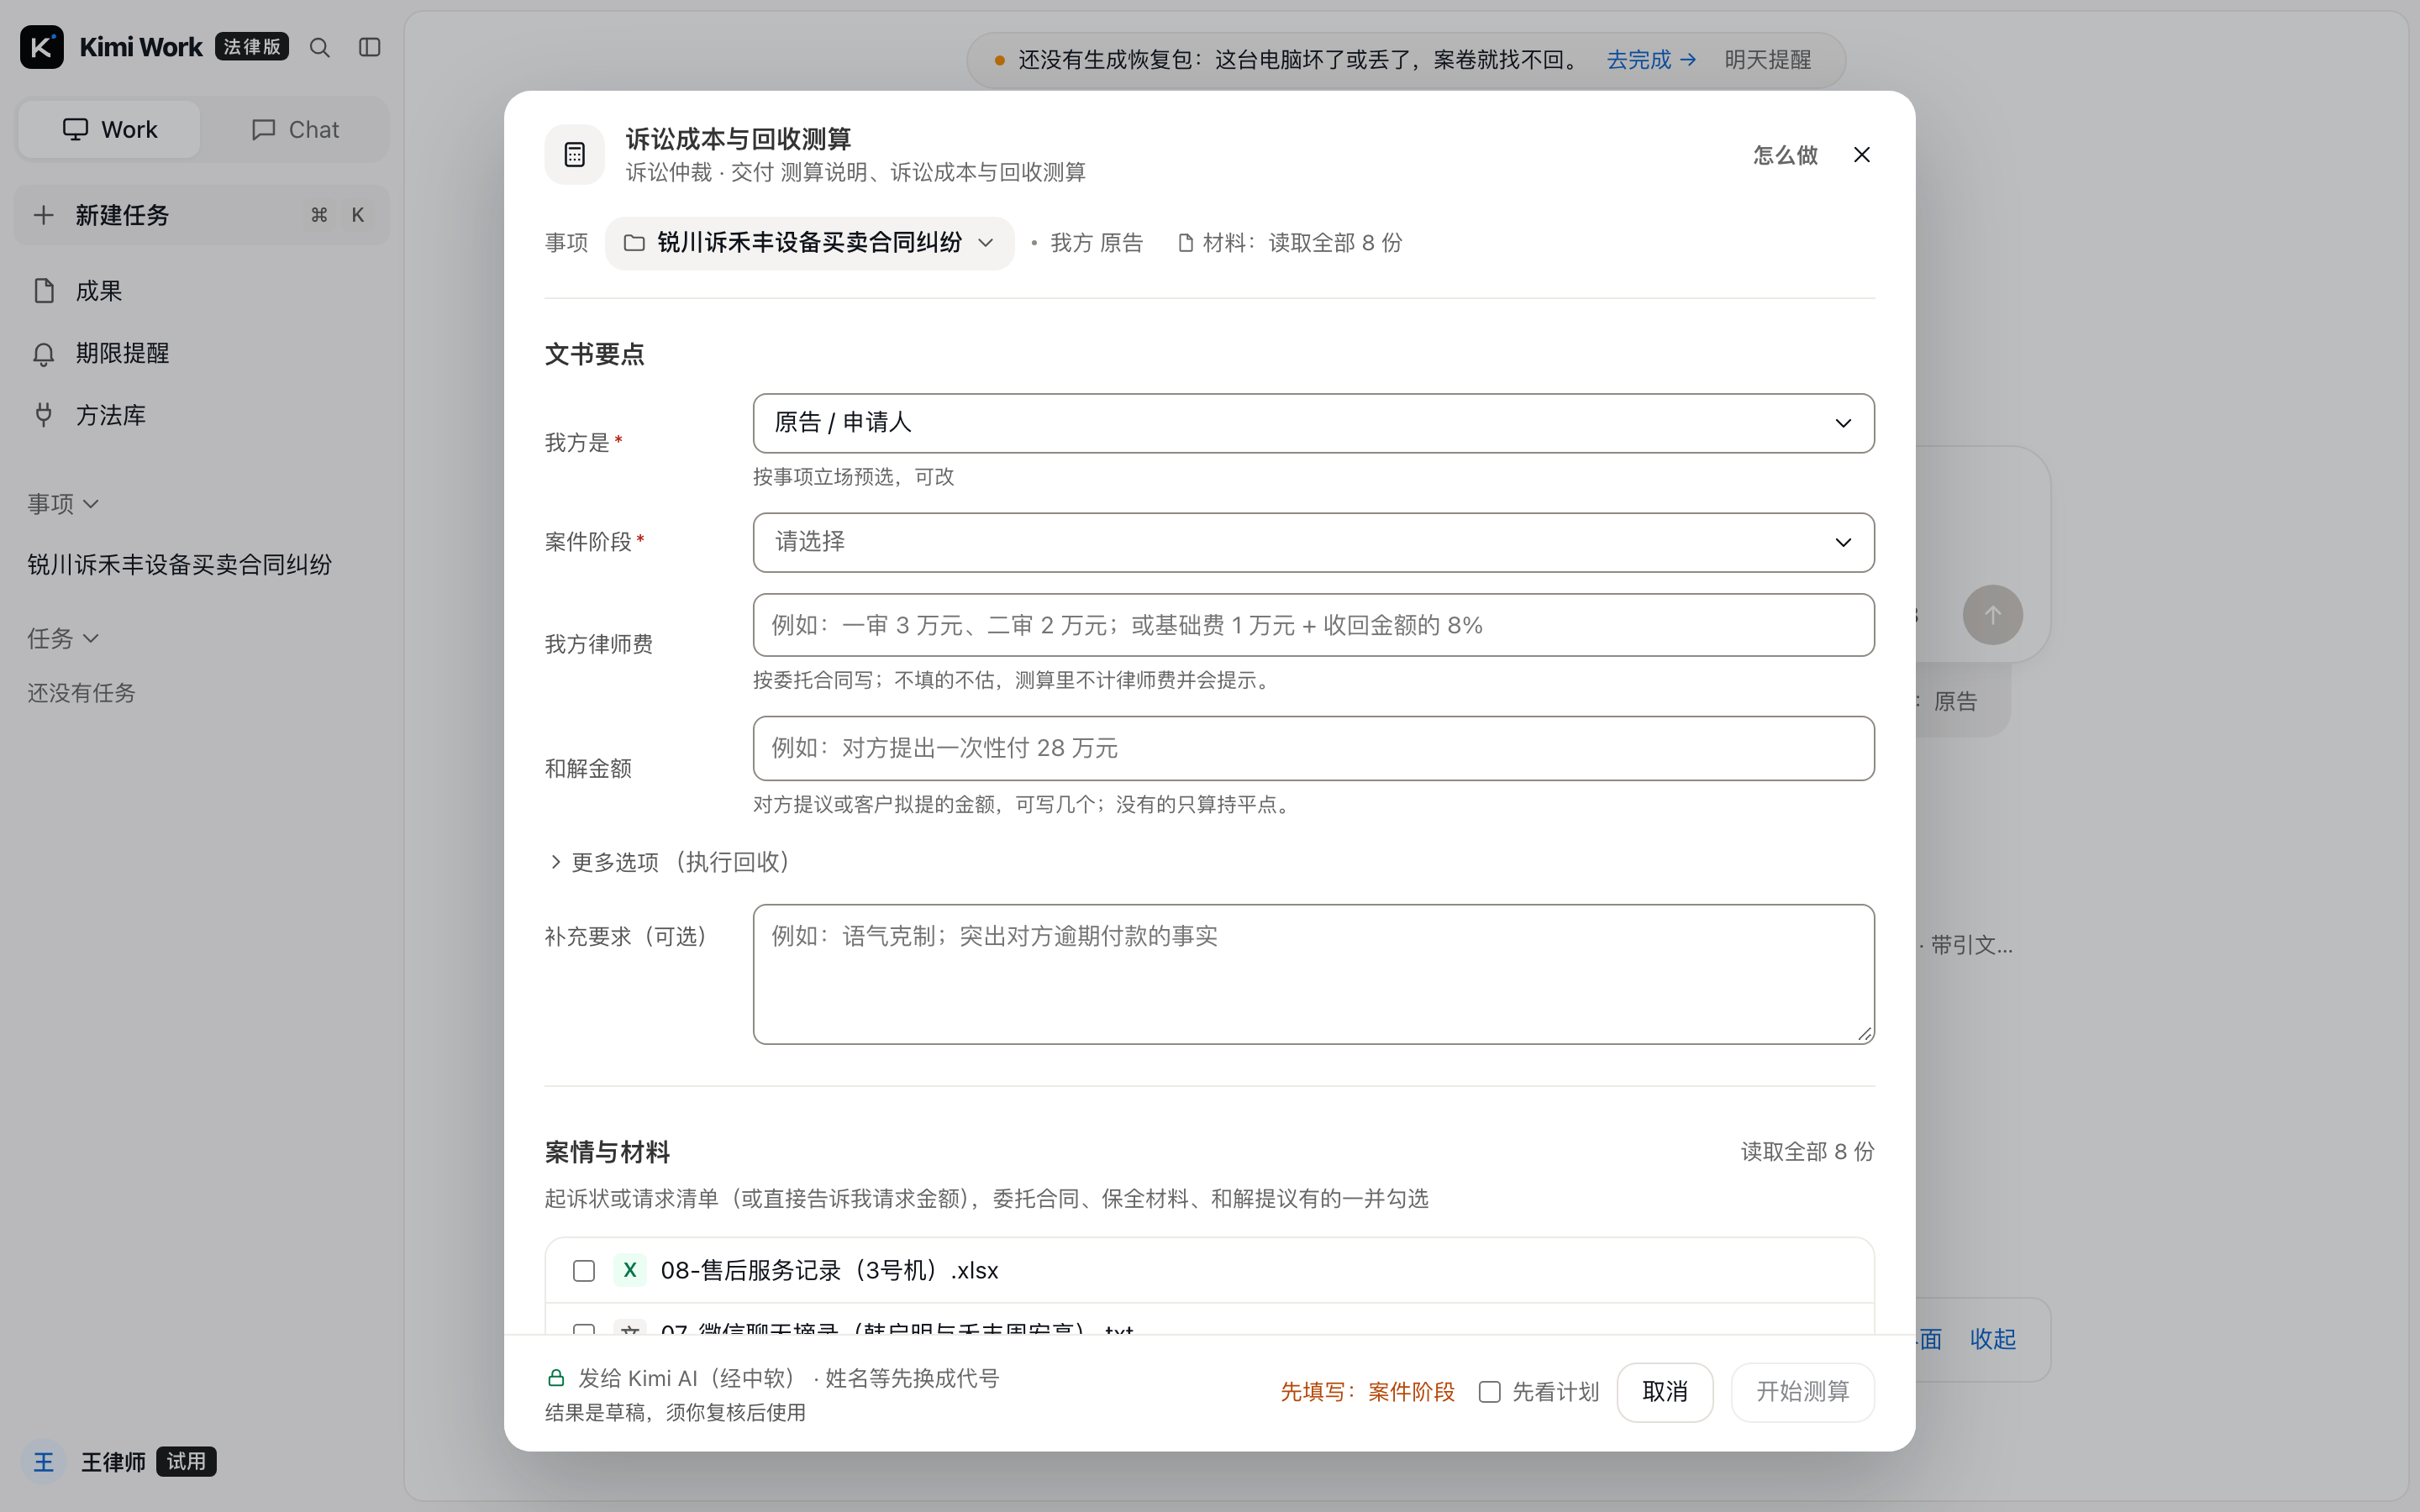 Kimi Work 法律版
Work
Chat
新建任务 ⌘ K
成果
期限提醒
方法库
事项
锐川诉禾丰设备买卖合同纠纷
任务
还没有任务
王 王律师 试用
还没有生成恢复包：这台电脑坏了或丢了，案卷就找不回。 去完成 → 明天提醒
诉讼成本与回收测算
诉讼仲裁 · 交付 测算说明、诉讼成本与回收测算
怎么做
事项 锐川诉禾丰设备买卖合同纠纷 • 我方 原告 材料：读取全部 8 份
文书要点
我方是*
原告 / 申请人
按事项立场预选，可改
案件阶段*
请选择
我方律师费
例如：一审 3 万元、二审 2 万元；或基础费 1 万元 + 收回金额的 8%
按委托合同写；不填的不估，测算里不计律师费并会提示。
和解金额
例如：对方提出一次性付 28 万元
对方提议或客户拟提的金额，可写几个；没有的只算持平点。
更多选项 （执行回收）
补充要求（可选）
例如：语气克制；突出对方逾期付款的事实
案情与材料
读取全部 8 份
起诉状或请求清单（或直接告诉我请求金额），委托合同、保全材料、和解提议有的一并勾选
X 08-售后服务记录（3号机）.xlsx
文 07-微信聊天摘录（韩启明与禾丰周安亮）.txt
发给 Kimi AI（经中软） · 姓名等先换成代号
结果是草稿，须你复核后使用
先填写：案件阶段
先看计划
取消
开始测算
：原告
· 带引文...
面 收起